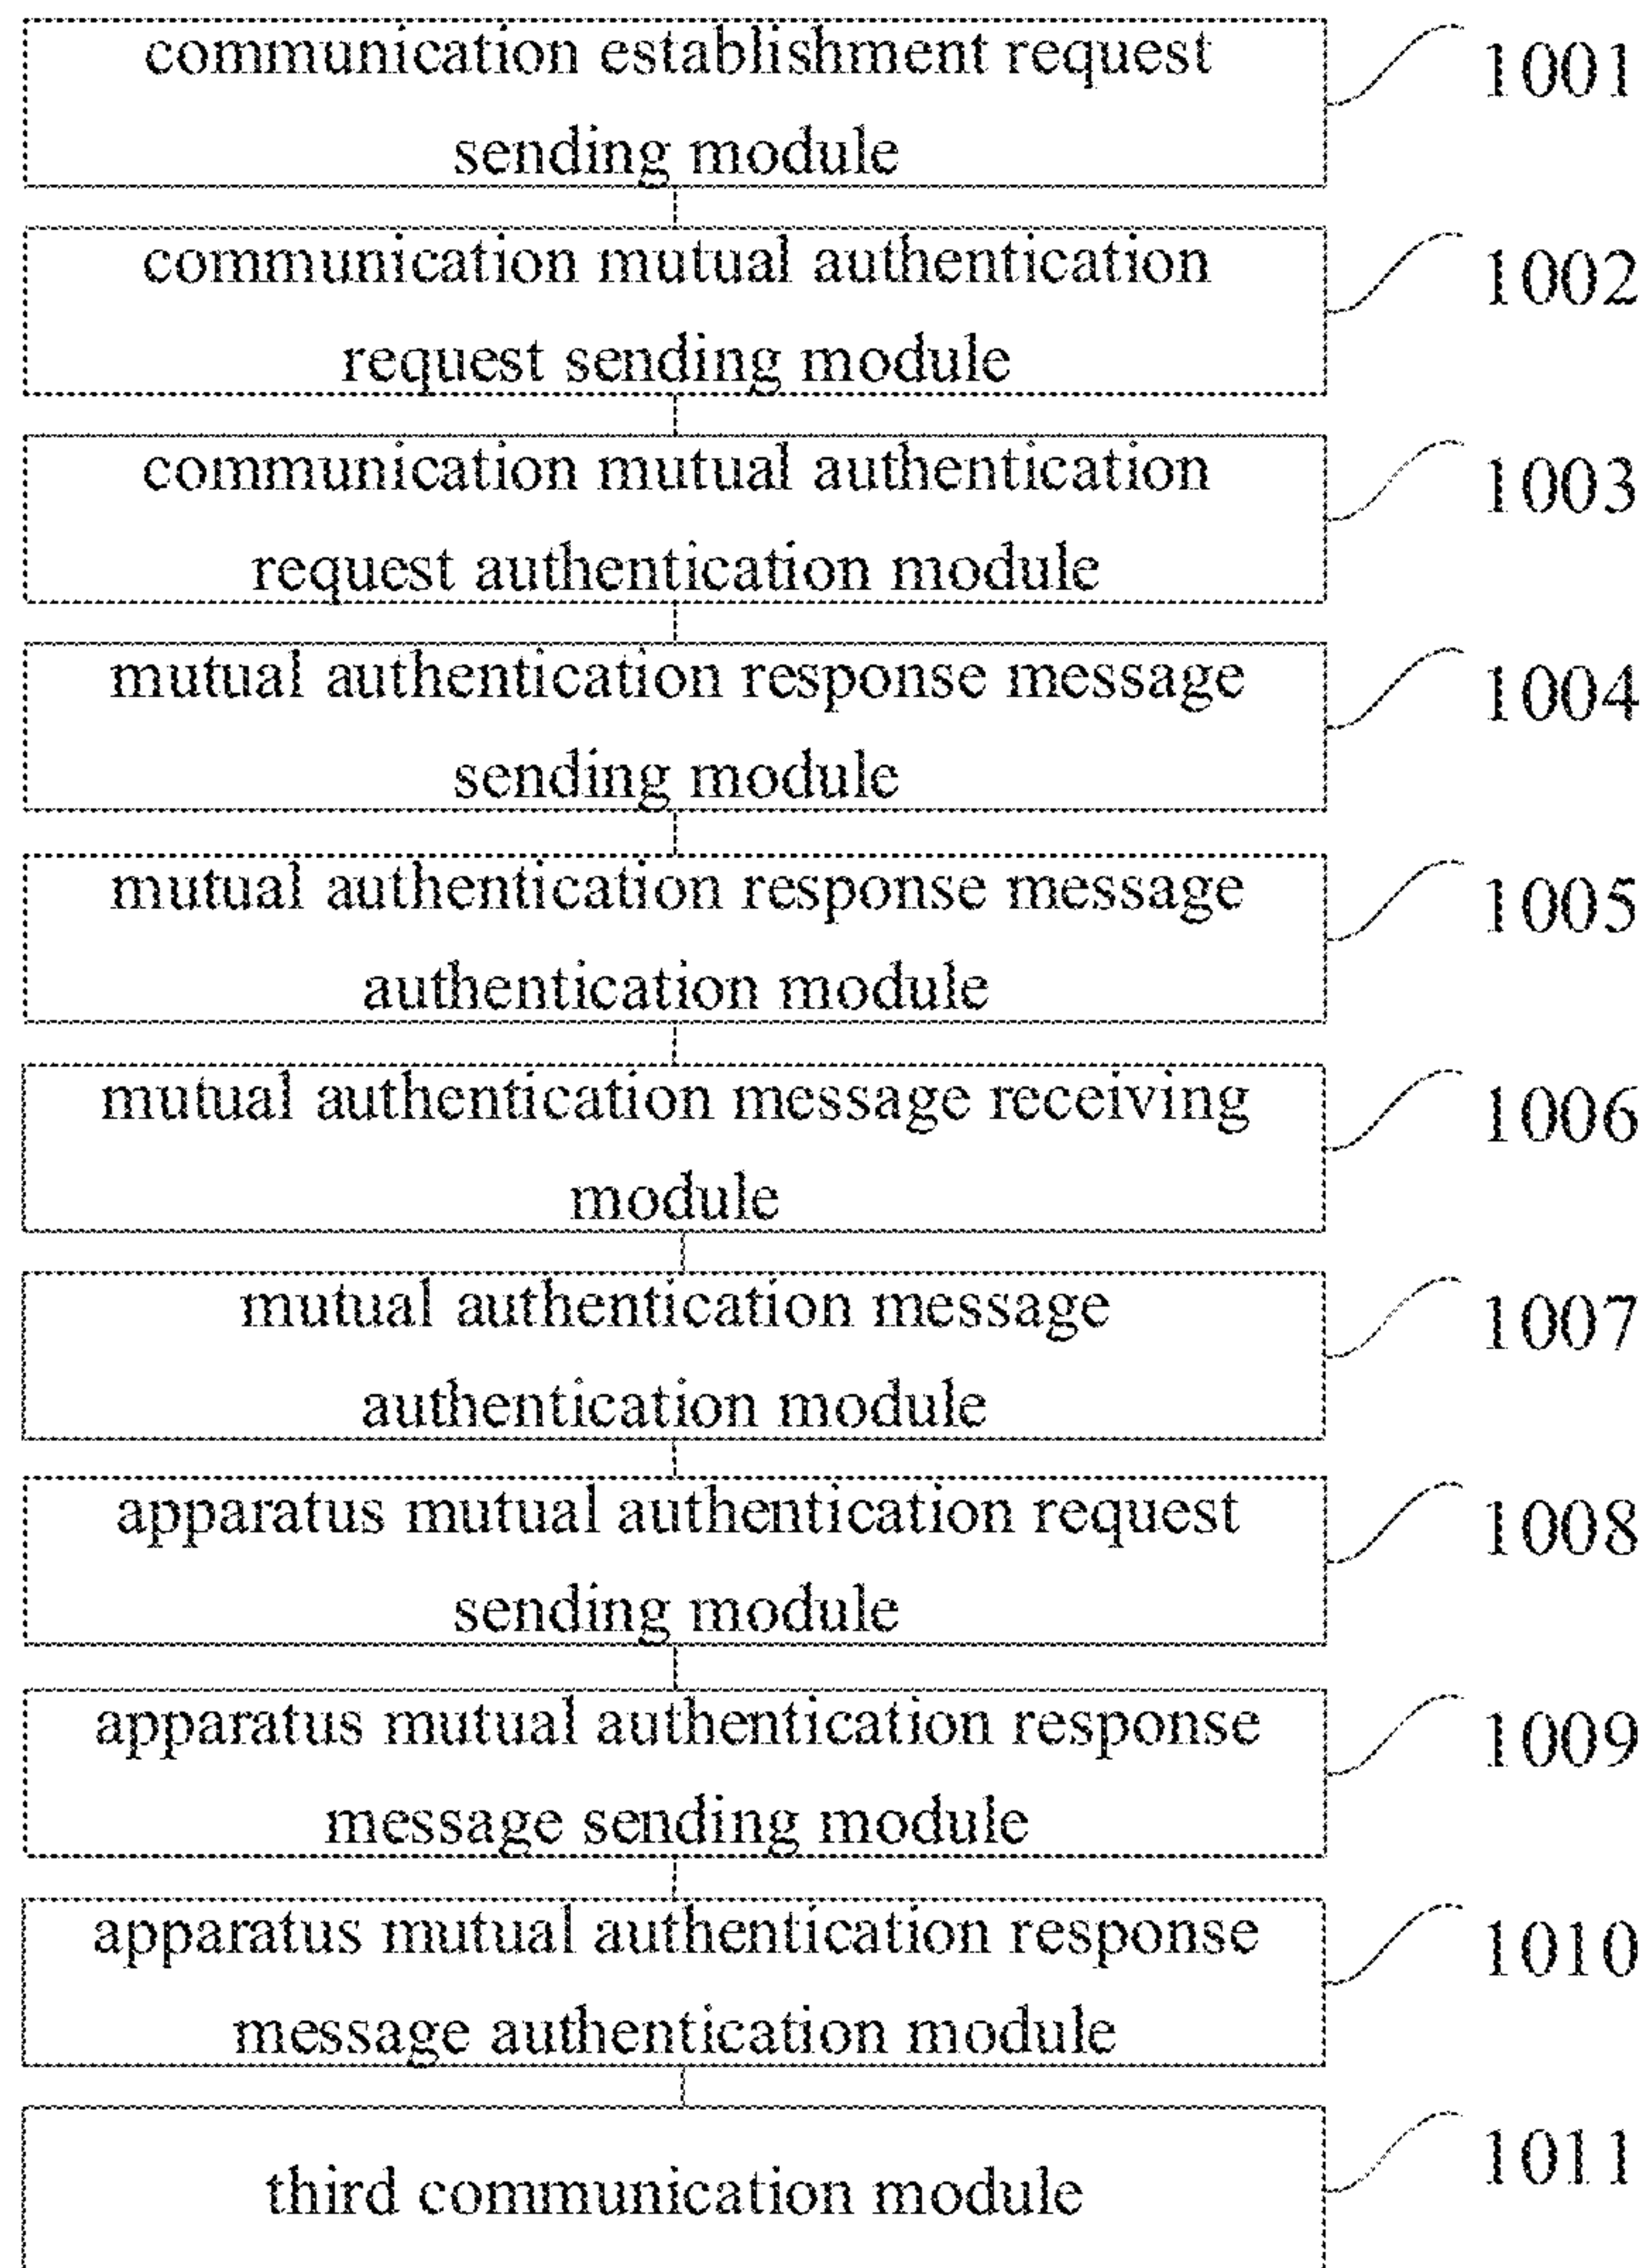 communication establishment request
sending module
1001
communication mutual authentication
request sending module
1002
communication mutual authentication
request authentication module
1003
mutual authentication response message
sending module
1004
mutual authentication response message
authentication module
1005
mutual authentication message receiving
module
1006
mutual authentication message
authentication module
1007
apparatus mutual authentication request
sending module
1008
apparatus mutual authentication response
message sending module
1009
apparatus mutual authentication response
message authentication module
1010
third communication module
1011